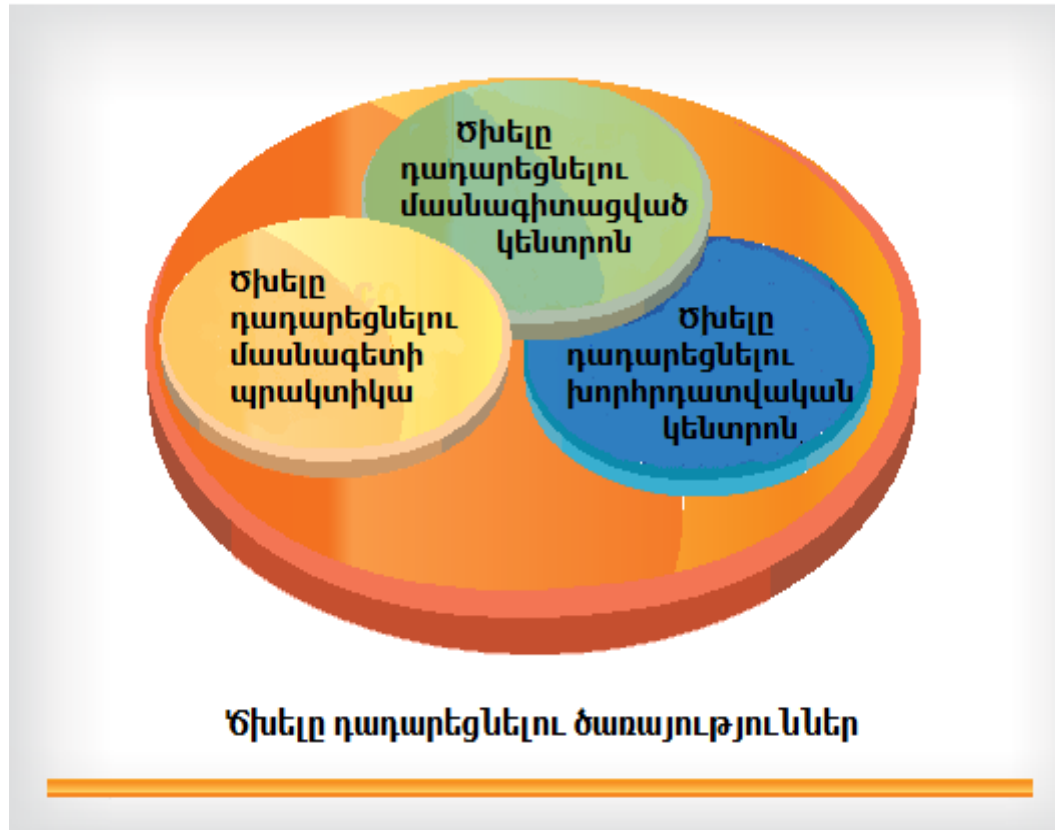 Ծխելը
դադարեցնելու
մասնագիտացված
կենտրոն
Ծխելը
դադարեցնելու
մասնագետի
պրակտիկա
Ծխելը
դադարեցնելու
խորհրդատվական
կենտրոն
Ծխելը դադարեցնելու ծառայություններ